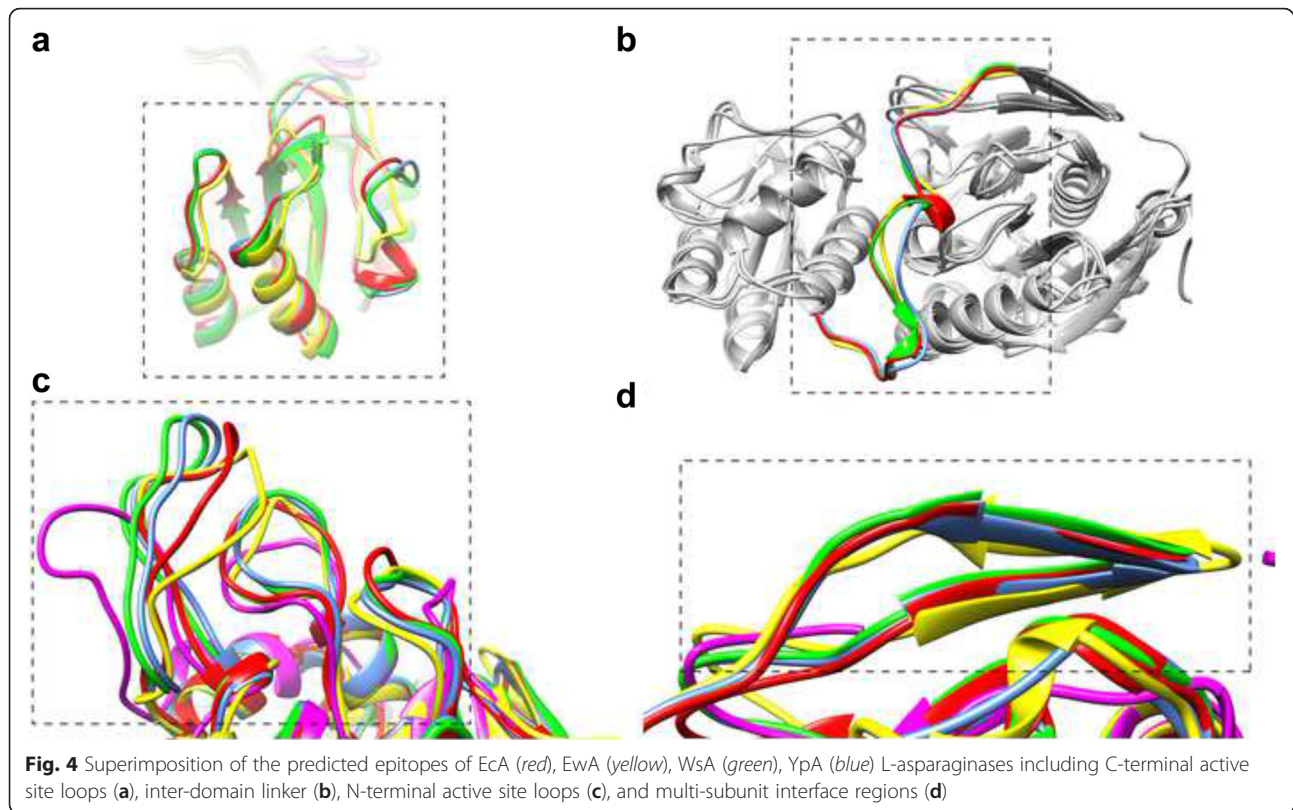 a
b
c
d
Fig. 4 Superimposition of the predicted epitopes of EcA (red), EwA (yellow), WsA (green), YpA (blue) L-asparaginases including C-terminal active
site loops (a), inter-domain linker (b), N-terminal active site loops (c), and multi-subunit interface regions (d)